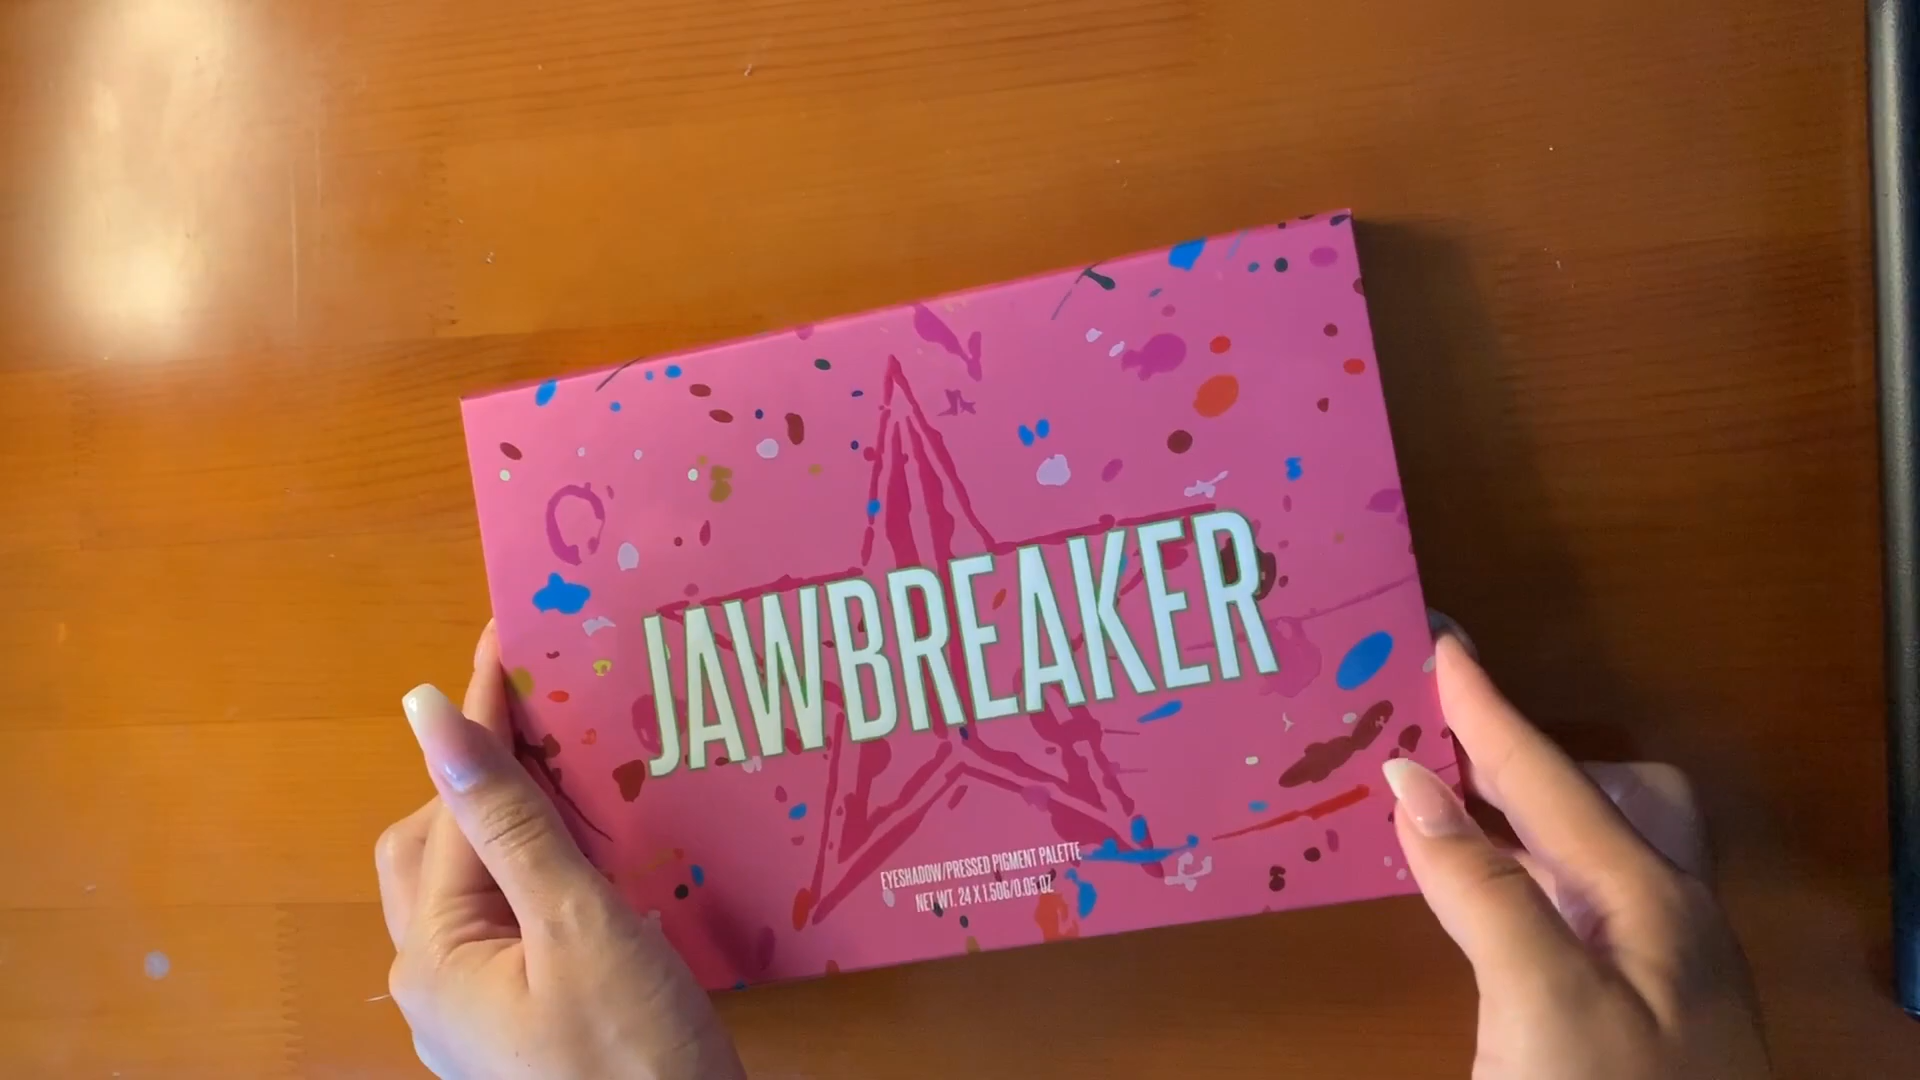 JAWBREAKER
EYESHADOW/PRESSED PIGMENT PALETTE
NET WT. 24 X 1.50G/0.05 OZ